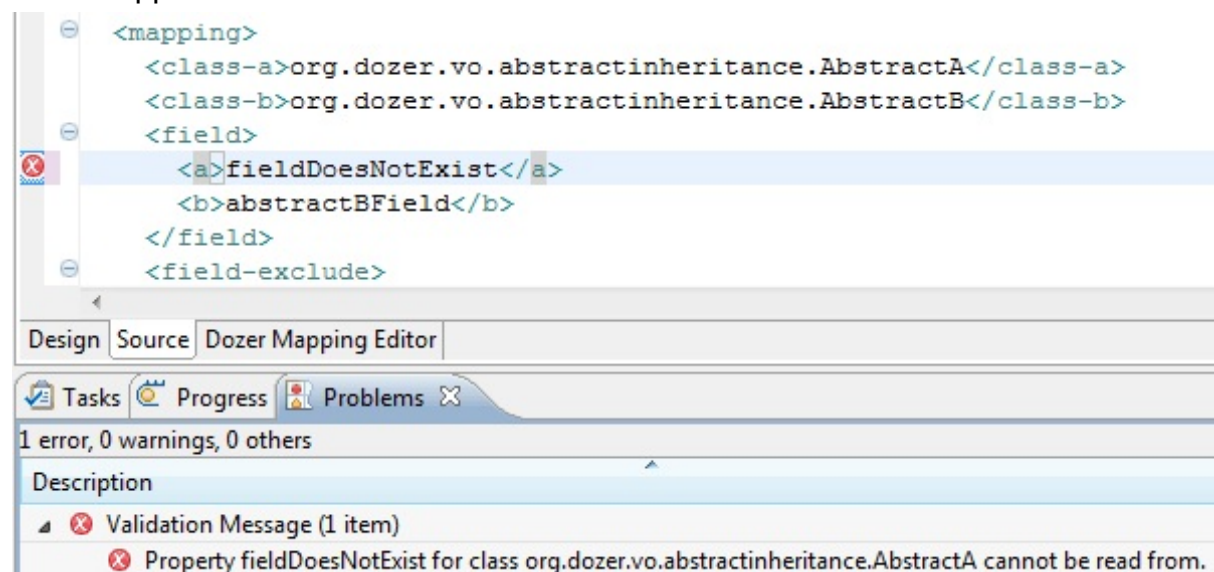 <mapping>
<class-a>org.dozer.vo.abstractinheritance.AbstractA</class-a>
<class-b>org.dozer.vo.abstractinheritance.AbstractB</class-b>
<field>
<a>fieldDoesNotExist</a>
<b>abstractBField</b>
</field>
<field-exclude>
Design Source Dozer Mapping Editor
Tasks Progress Problems
1 error, 0 warnings, 0 others
Description
Validation Message (1 item)
Property fieldDoesNotExist for class org.dozer.vo.abstractinheritance.AbstractA cannot be read from.